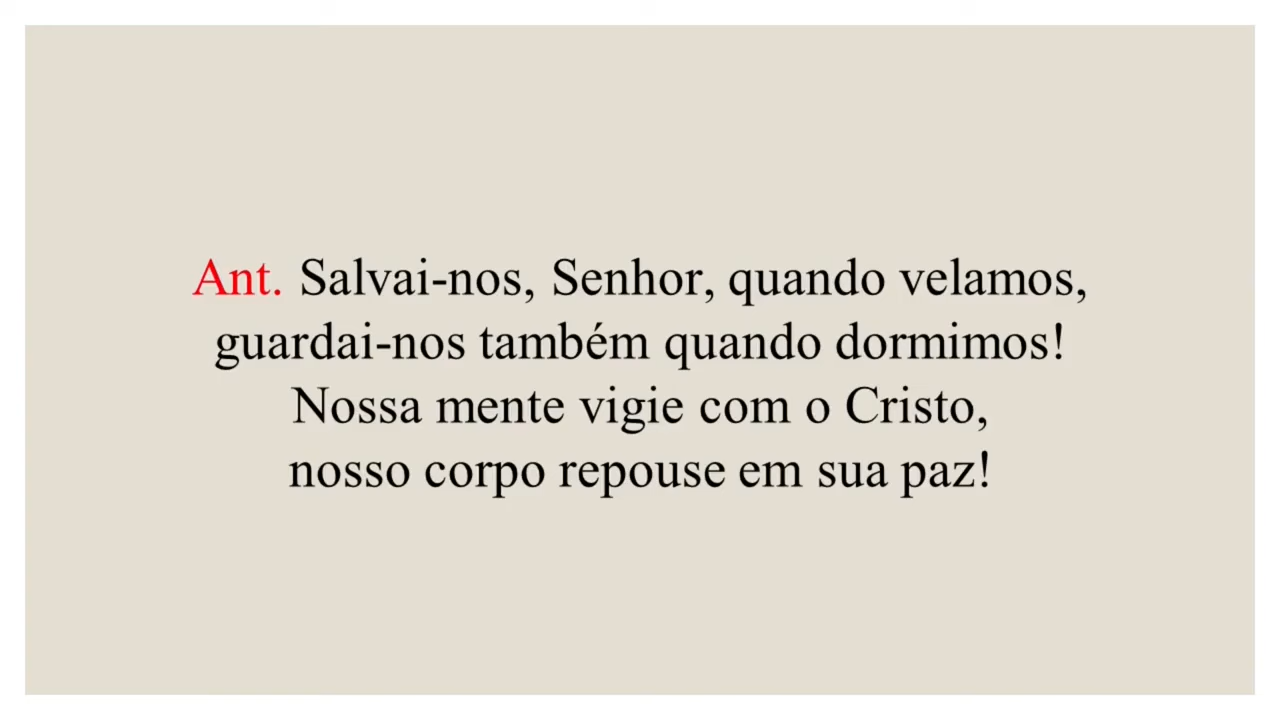 Ant. Salvai-nos, Senhor, quando velamos,
guardai-nos também quando dormimos!
Nossa mente vigie com o Cristo,
nosso corpo repouse em sua paz!